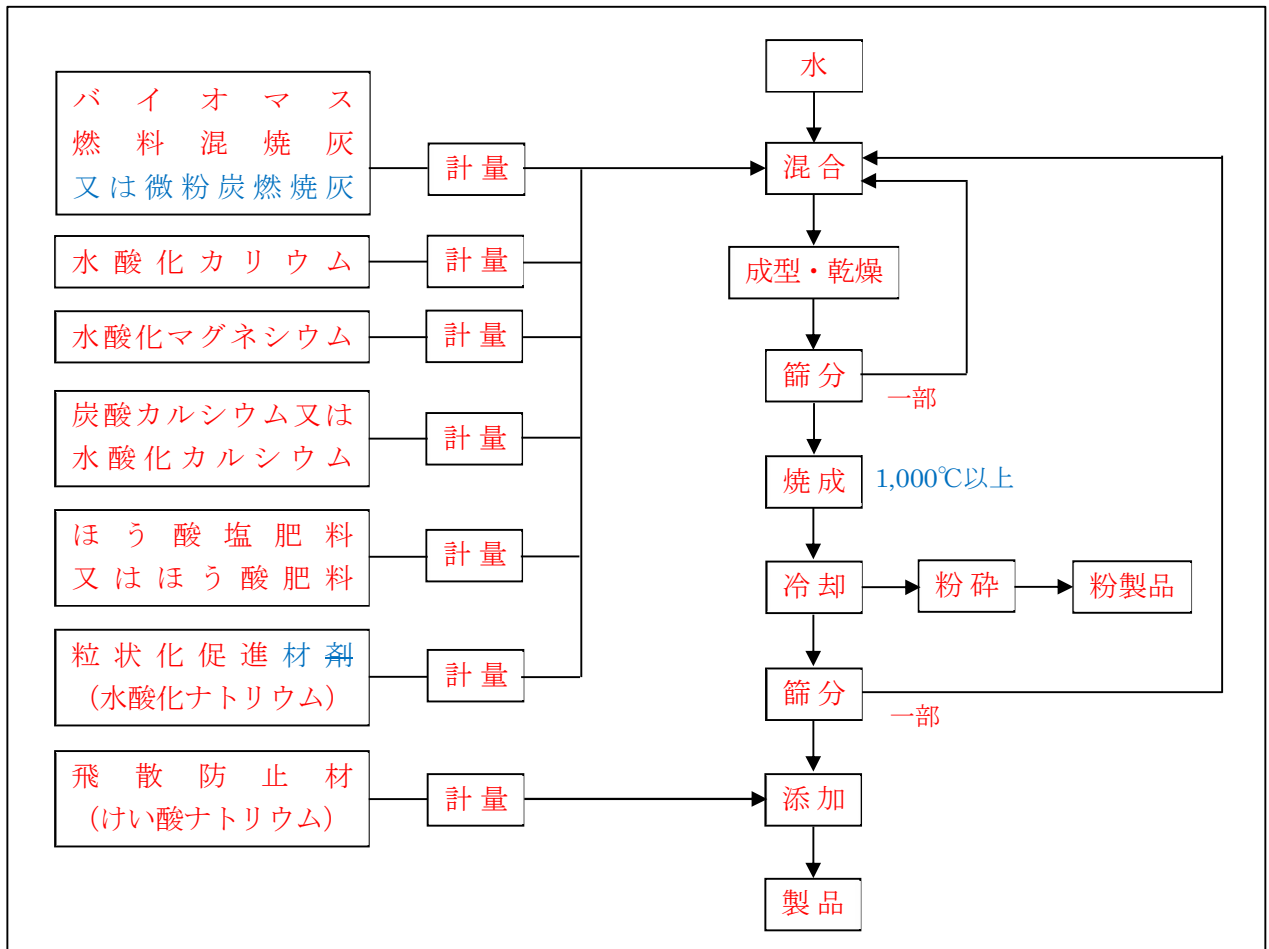 水
バイオマス
燃料混焼灰
又は微粉炭燃焼灰
計量
混合
水酸化カリウム
計量
成型・乾燥
水酸化マグネシウム
計量
篩分
一部
炭酸カルシウム又は
水酸化カルシウム
計量
焼成
1,000℃以上
ほう酸塩肥料
又はほう酸肥料
計量
冷却
粉砕
粉製品
粒状化促進材剤
(水酸化ナトリウム)
計量
篩分
一部
飛散防止材
(けい酸ナトリウム)
計量
添加
製品